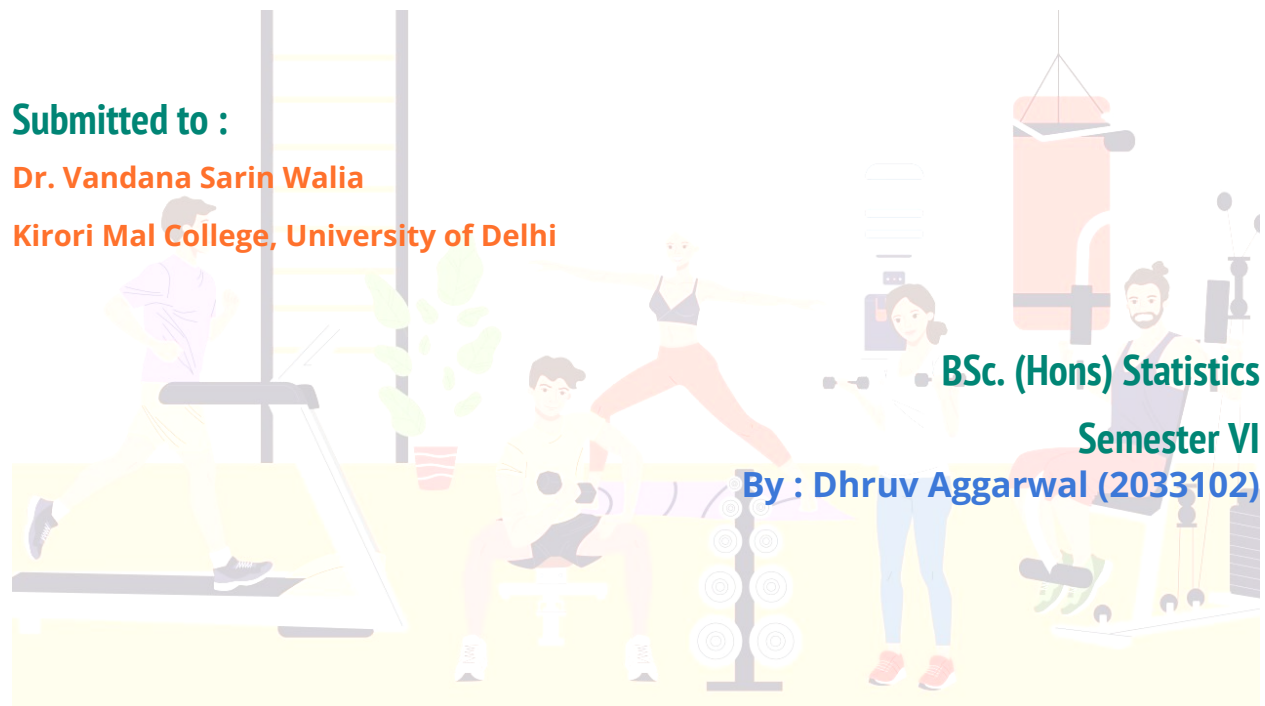 Submitted to :
Dr. Vandana Sarin Walia
Kirori Mal College, University of Delhi
BSc. (Hons) Statistics
Semester VI
By : Dhruv Aggarwal (2033102)